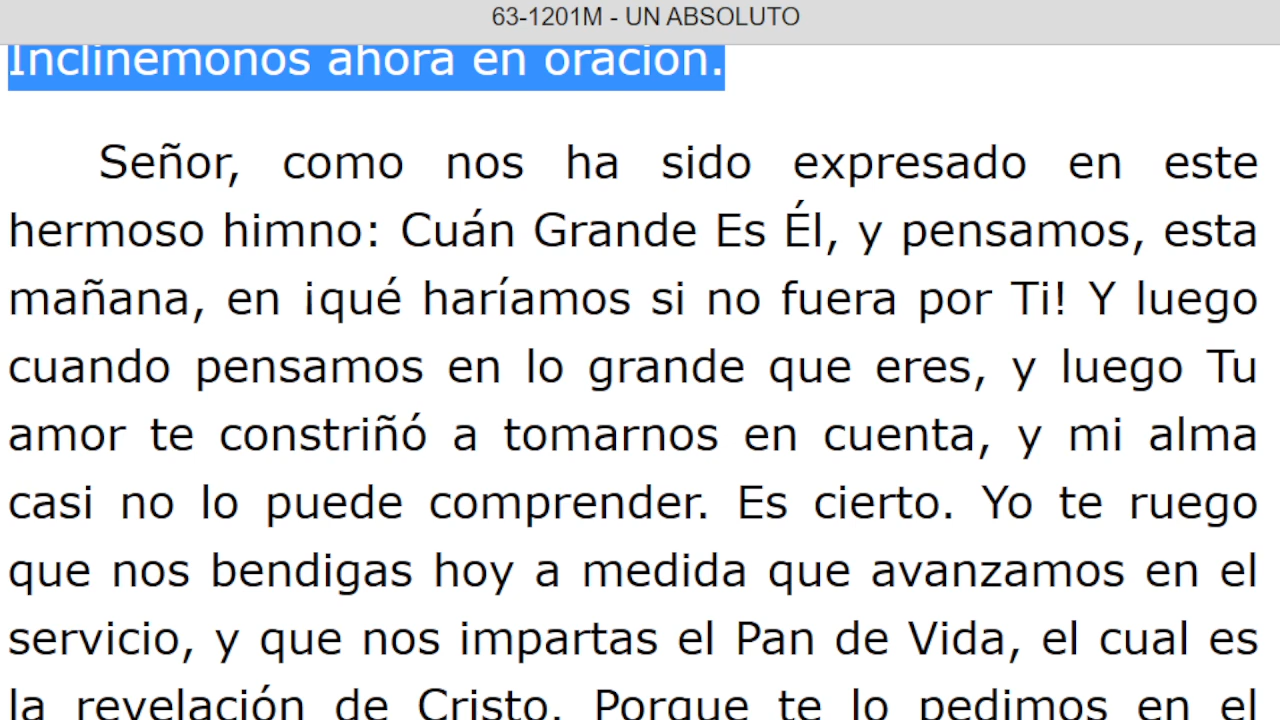 63-1201M - UN ABSOLUTO
Inclinémonos ahora en oración.
Señor, como nos ha sido expresado en este
hermoso himno: Cuán Grande Es Él, y pensamos, esta
mañana, en ¡qué haríamos si no fuera por Ti! Y luego
cuando pensamos en lo grande que eres, y luego Tu
amor te constriñó a tomarnos en cuenta, y mi alma
casi no lo puede comprender. Es cierto. Yo te ruego
que nos bendigas hoy a medida que avanzamos en el
servicio, y que nos impartas el Pan de Vida, el cual es
la revelación de Cristo. Porque te lo pedimos en el